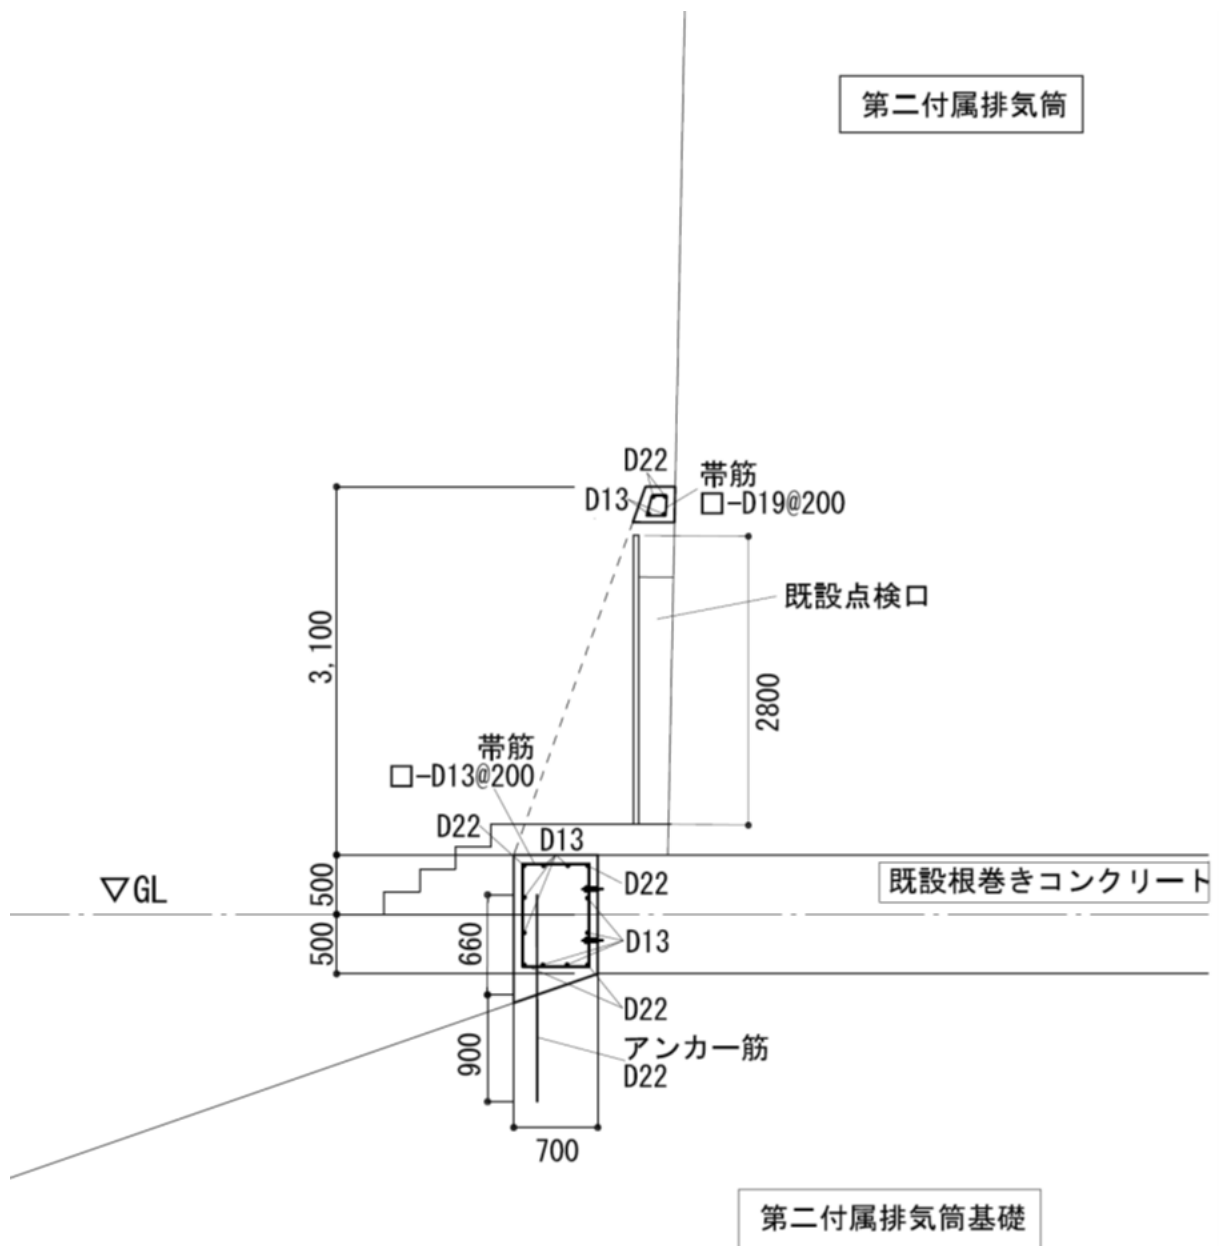 第二付属排気筒
D22
帯筋
D13
□-D19@200
既設点検口
3,100
2800
帯筋
□-D13@200
D22
D13
▽GL
500
D22
既設根巻きコンクリート
500
660
D13
D22
900
アンカー筋
D22
700
第二付属排気筒基礎